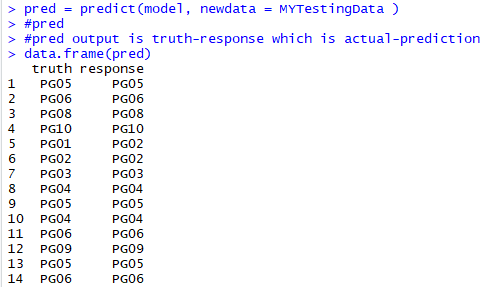 > pred = predict(model, newdata = MYTestingData )
> #pred
> #pred output is truth-response which is actual-prediction
> data.frame(pred)
truth response
1 PG05 PG05
2 PG06 PG06
3 PG08 PG08
4 PG10 PG10
5 PG01 PG02
6 PG02 PG02
7 PG03 PG03
8 PG04 PG04
9 PG05 PG05
10 PG04 PG04
11 PG06 PG06
12 PG09 PG09
13 PG05 PG05
14 PG06 PG06